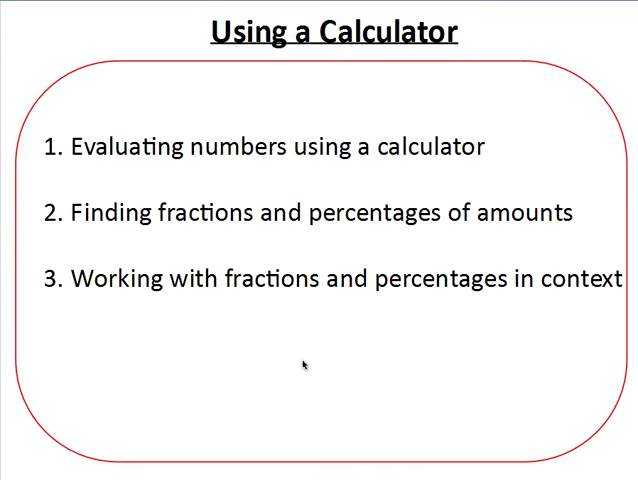 Using a Calculator
1. Evaluating numbers using a calculator
2. Finding fractions and percentages of amounts
3. Working with fractions and percentages in context